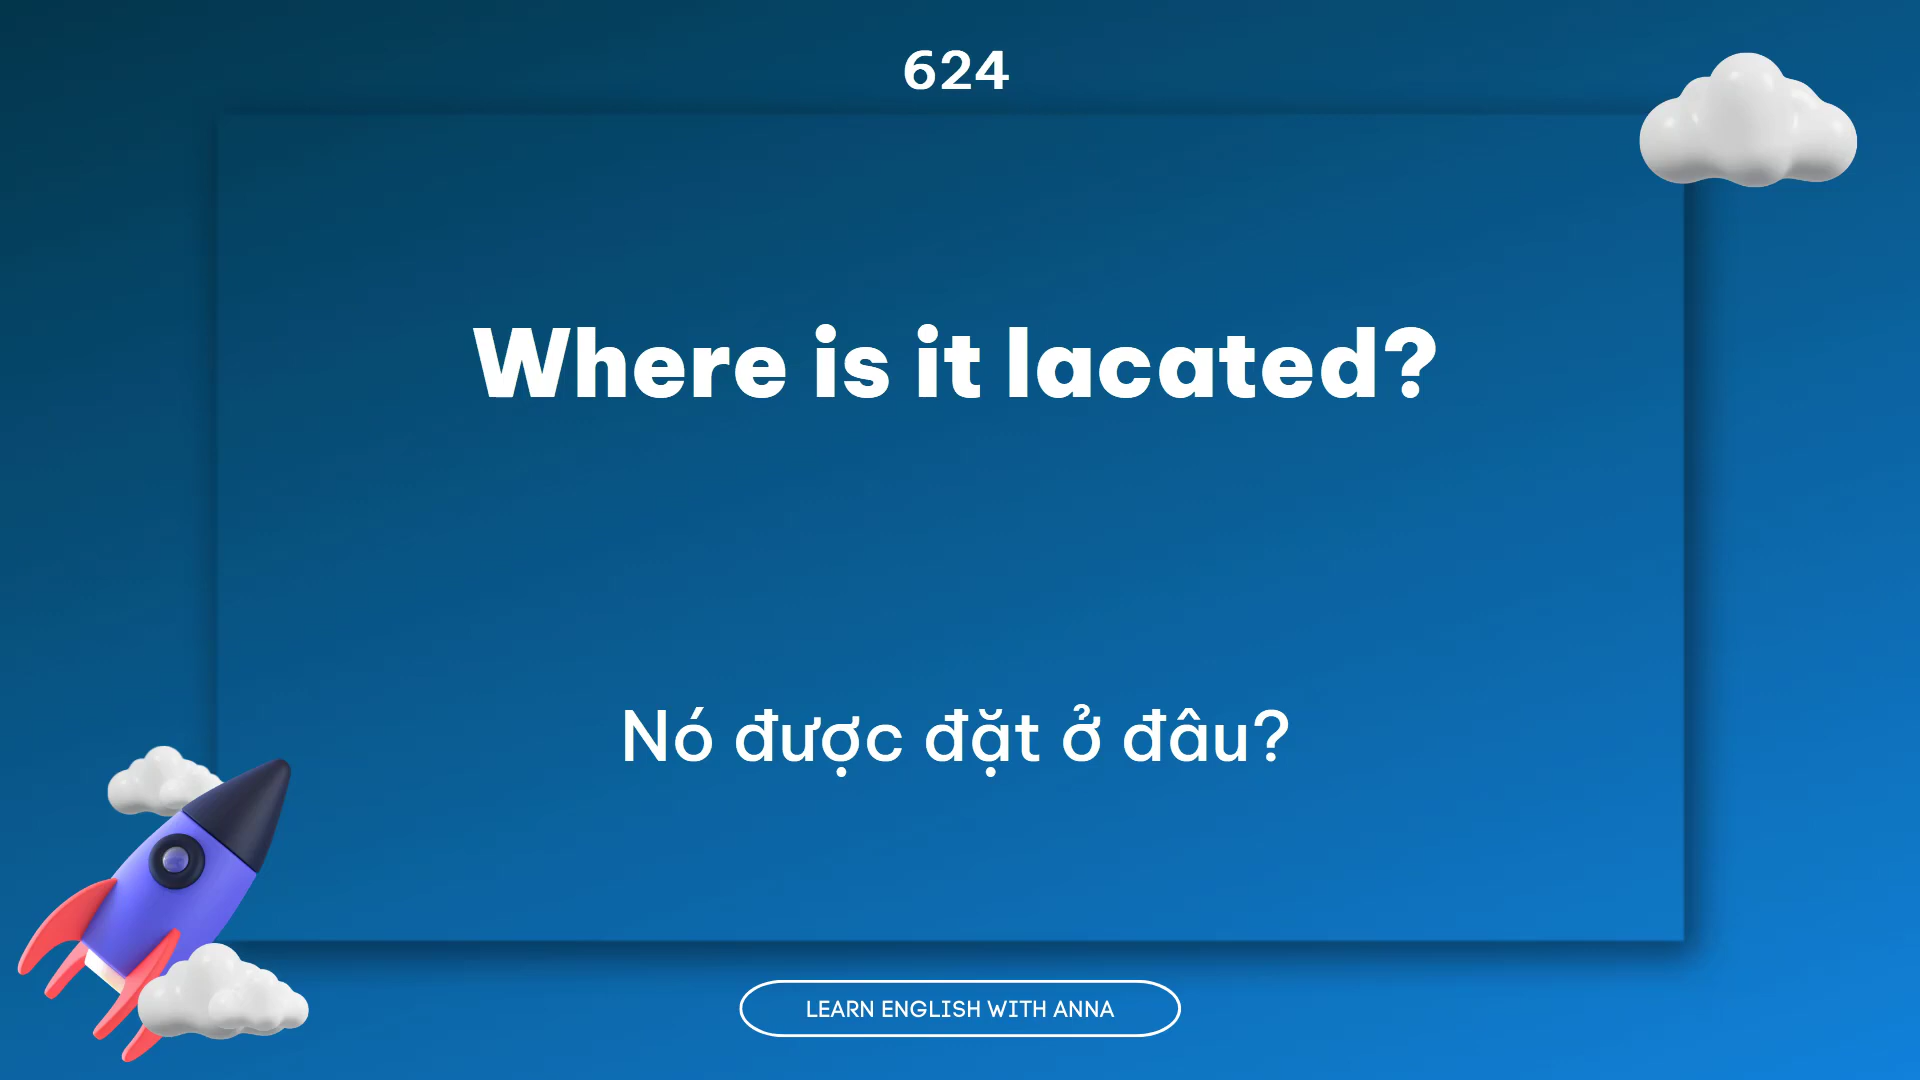 624
Where is it lacated?
Nó được đặt ở đâu?
LEARN ENGLISH WITH ANNA